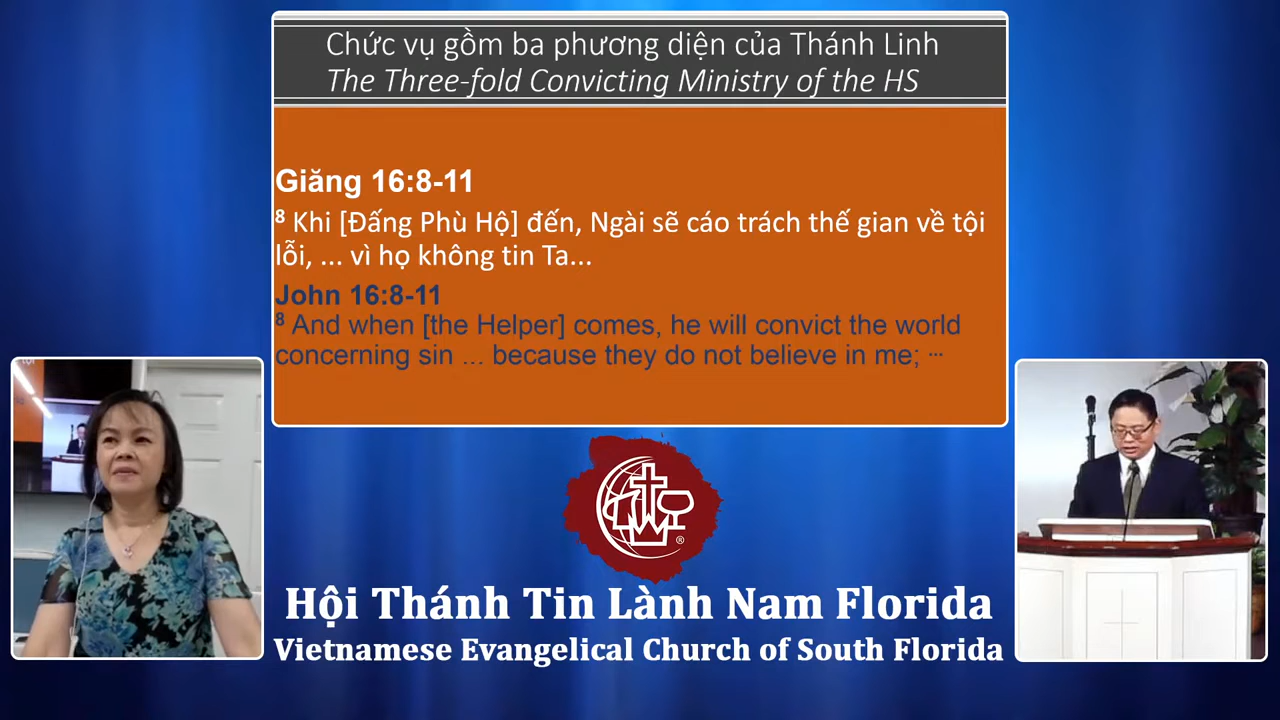 Chức vụ gồm ba phương diện của Thánh Linh
The Three-fold Convicting Ministry of the HS
Giăng 16:8-11
8 Khi [Đấng Phù Hộ] đến, Ngài sẽ cáo trách thế gian về tội
lỗi, ... vì họ không tin Ta...
John 16:8-11
8 And when [the Helper] comes, he will convict the world
concerning sin ... because they do not believe in me; ...
®
Hội Thánh Tin Lành Nam Florida
Vietnamese Evangelical Church of South Florida